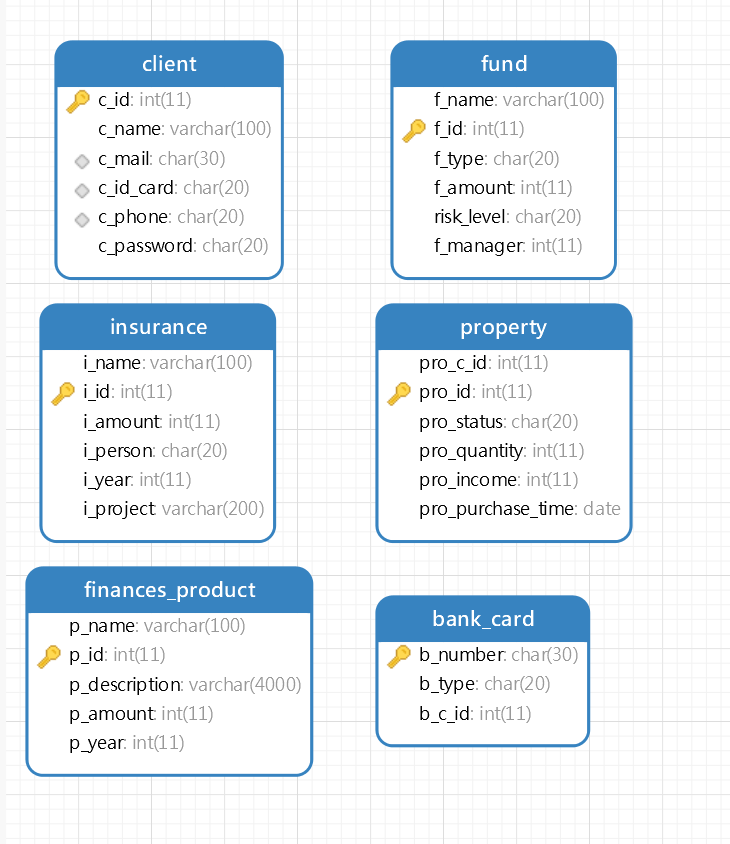 client
c_id: int(11)
c_name: varchar(100)
c_mail: char(30)
c_id_card: char(20)
c_phone: char(20)
c_password: char(20)
fund
f_name: varchar(100)
f_id: int(11)
f_type: char(20)
f_amount: int(11)
risk_level: char(20)
f_manager: int(11)
insurance
i_name: varchar(100)
i_id: int(11)
i_amount: int(11)
i_person: char(20)
i_year: int(11)
i_project: varchar(200)
property
pro_c_id: int(11)
pro_id: int(11)
pro_status: char(20)
pro_quantity: int(11)
pro_income: int(11)
pro_purchase_time: date
finances_product
p_name: varchar(100)
p_id: int(11)
p_description: varchar(4000)
p_amount: int(11)
p_year: int(11)
bank_card
b_number: char(30)
b_type: char(20)
b_c_id: int(11)